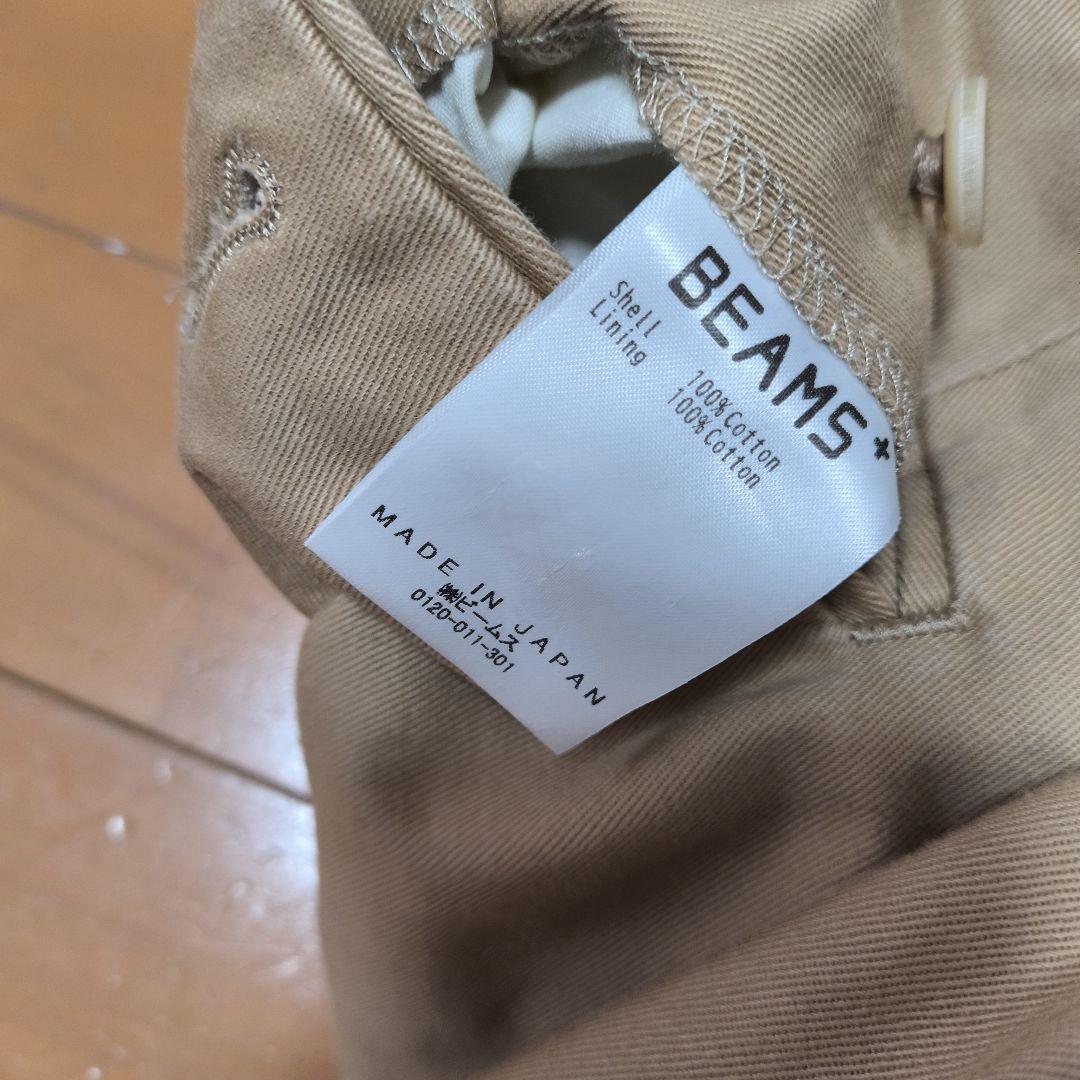 BEAMS+
Shell 100%Cotton
Lining 100%Cotton
MADE IN JAPAN
㈱ビームス
0120-011-301